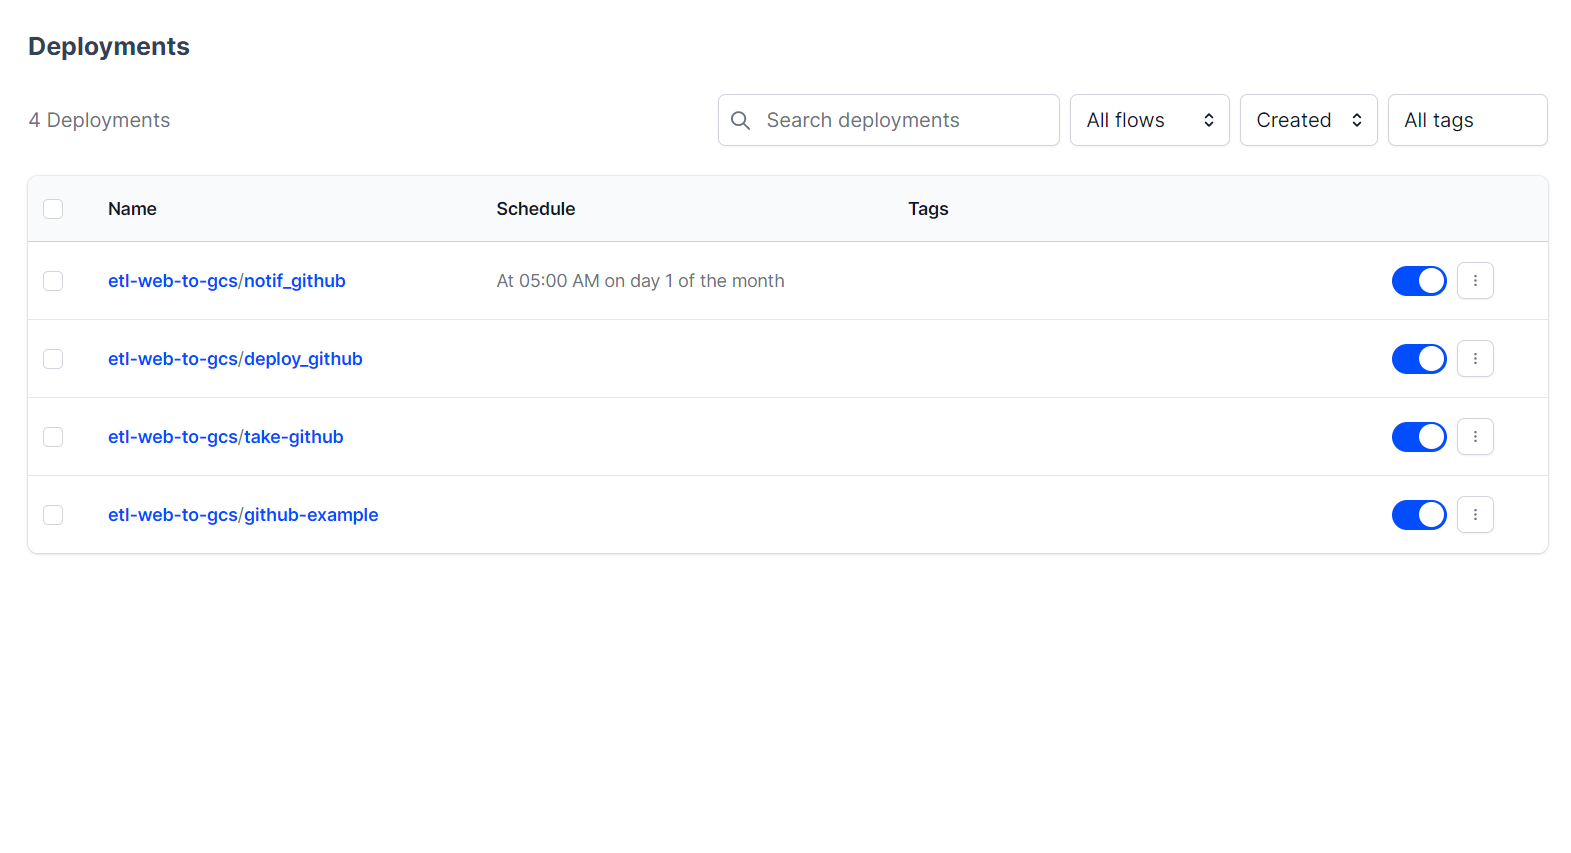 Deployments
4 Deployments
Search deployments
All flows
Created
All tags
Name Schedule Tags
etl-web-to-gcs/notif_github At 05:00 AM on day 1 of the month
etl-web-to-gcs/deploy_github
etl-web-to-gcs/take-github
etl-web-to-gcs/github-example